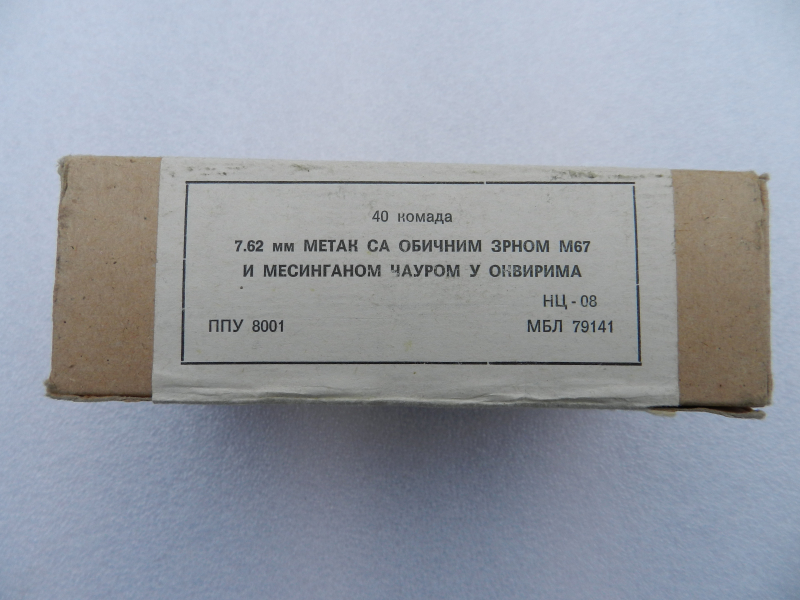 40 комада
7.62 мм МЕТАК СА ОБИЧНИМ ЗРНОМ М67
И МЕСИНГАНОМ ЧАУРОМ У ОКВИРИМА
НЦ - 08
ППУ 8001 МБЛ 79141